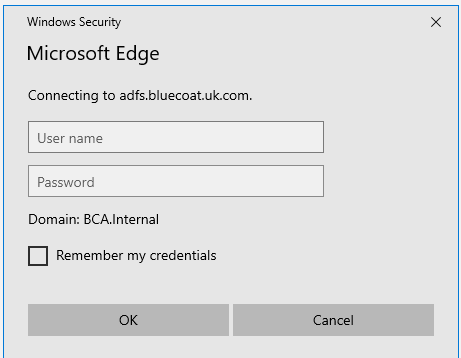 Windows Security
Microsoft Edge
Connecting to adfs.bluecoat.uk.com.
User name
Password
Domain: BCA.Internal
Remember my credentials
OK
Cancel